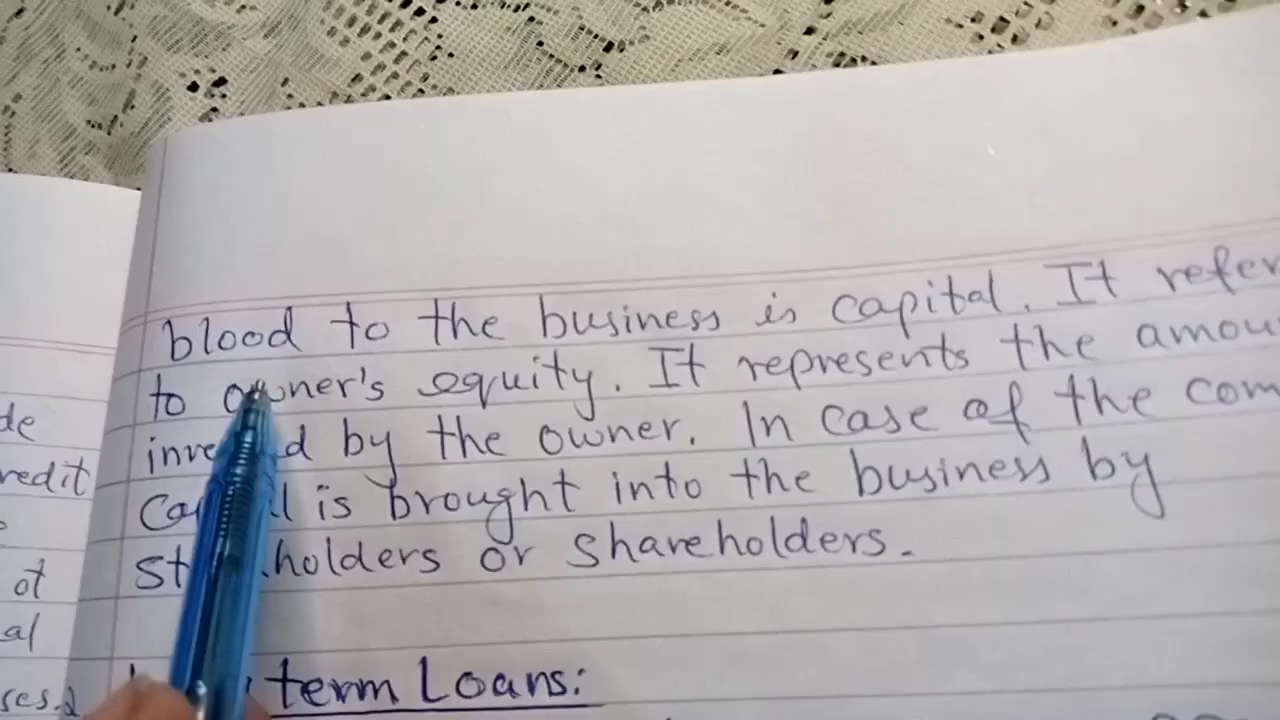 blood to the business is capital. It refer
to owner's equity. It represents the amou
by the owner. In case of the com
is brought into the business by
or shareholders.
term Loans:
de
redit
ot
al
ses.